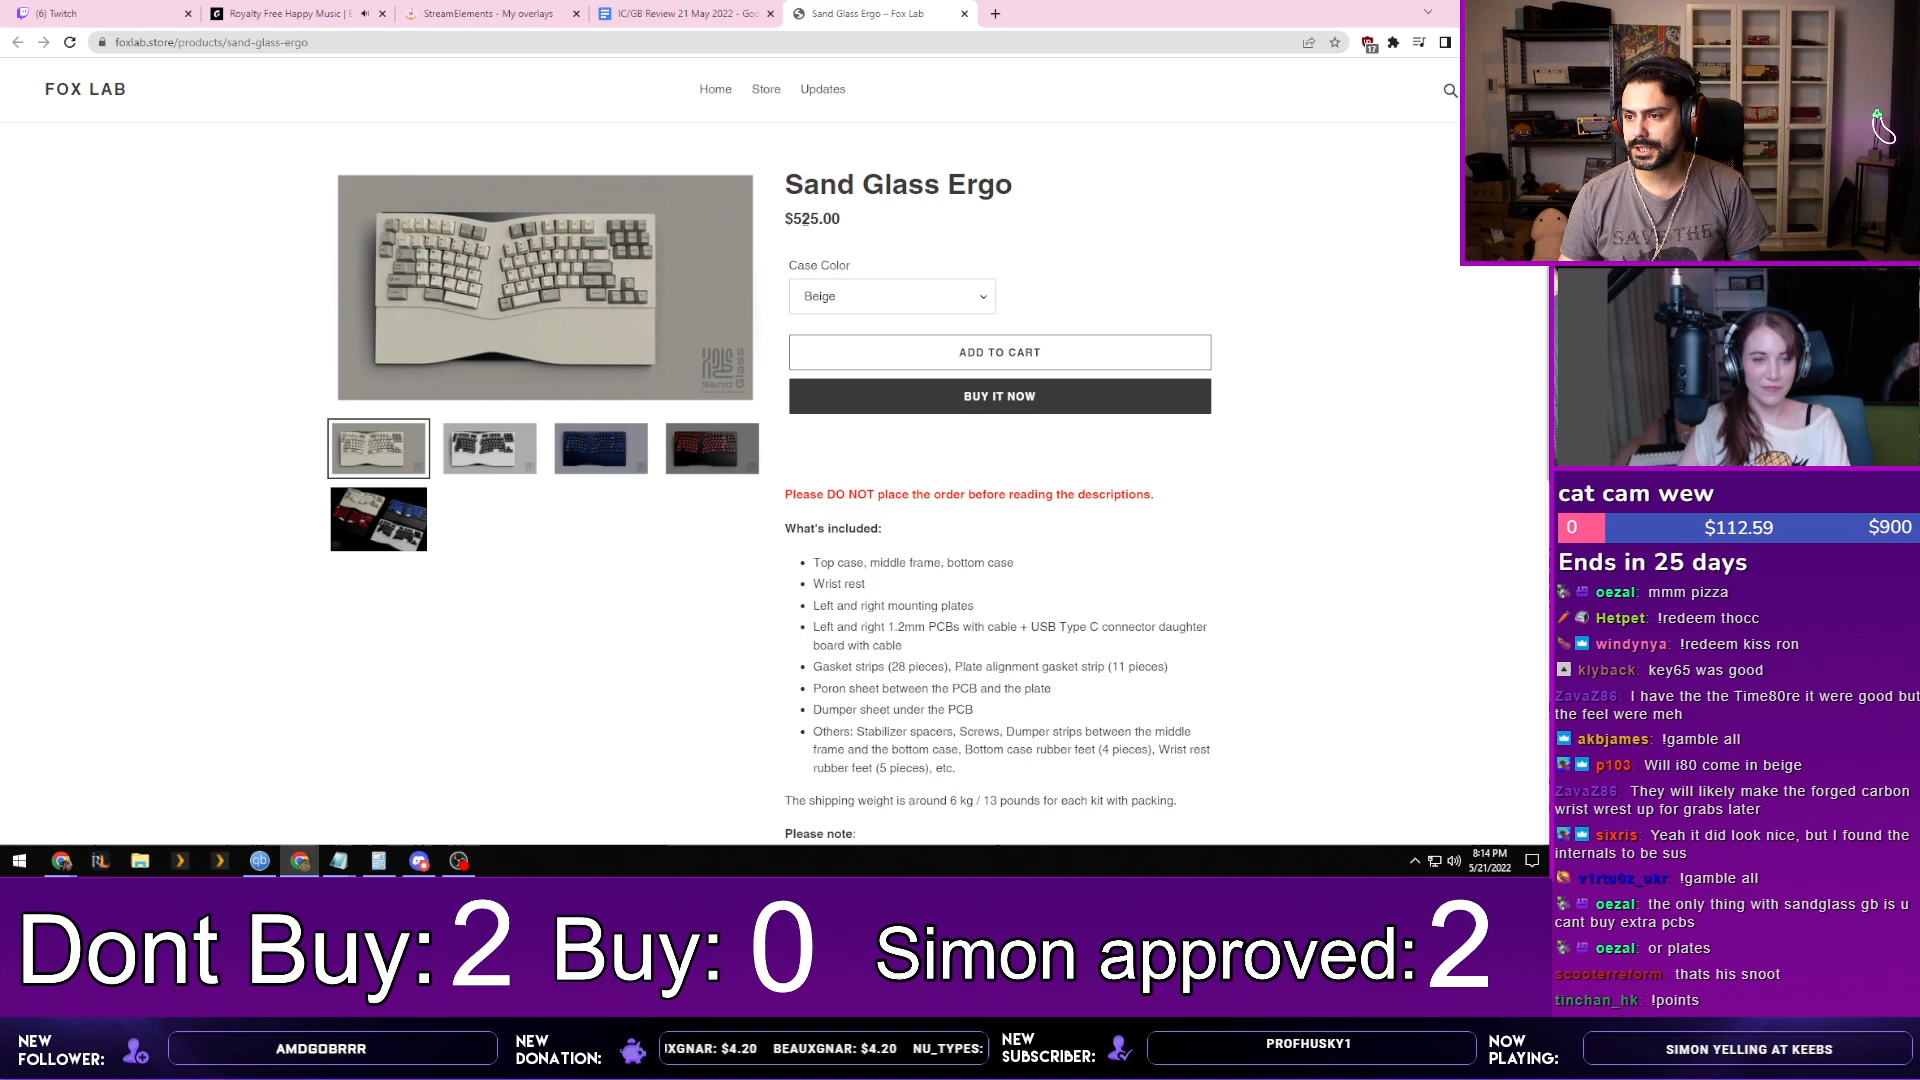 (6) Twitch
Royalty Free Happy Music | E
StreamElements - My overlays
IC/GB Review 21 May 2022 - Goo
Sand Glass Ergo – Fox Lab
foxlab.store/products/sand-glass-ergo
17
FOX LAB
Home
Store
Updates
Sand Glass Ergo
$525.00
Case Color
Beige
ADD TO CART
BUY IT NOW
Sand Glass
Please DO NOT place the order before reading the descriptions.
What's included:
• Top case, middle frame, bottom case
• Wrist rest
• Left and right mounting plates
• Left and right 1.2mm PCBs with cable + USB Type C connector daughter
board with cable
• Gasket strips (28 pieces), Plate alignment gasket strip (11 pieces)
• Poron sheet between the PCB and the plate
• Dumper sheet under the PCB
• Others: Stabilizer spacers, Screws, Dumper strips between the middle
frame and the bottom case, Bottom case rubber feet (4 pieces), Wrist rest
rubber feet (5 pieces), etc.
The shipping weight is around 6 kg / 13 pounds for each kit with packing.
Please note:
8:14 PM
5/21/2022
SAVE THE
cat cam wew
0 $112.59 $900
Ends in 25 days
oezal: mmm pizza
Hetpet: !redeem thocc
windynya: !redeem kiss ron
klyback: key65 was good
ZavaZ86: I have the the Time80re it were good but
the feel were meh
akbjames: !gamble all
p103: Will i80 come in beige
ZavaZ86: They will likely make the forged carbon
wrist wrest up for grabs later
sixris: Yeah it did look nice, but I found the
internals to be sus
v1rtu0z_ukr: !gamble all
oezal: the only thing with sandglass gb is u
cant buy extra pcbs
oezal: or plates
scooterreform: thats his snoot
tinchan_hk: !points
Dont Buy: 2 Buy: 0 Simon approved: 2
NEW
FOLLOWER:
AMDGOBRRR
NEW
DONATION:
IXGNAR: $4.20 BEAUXGNAR: $4.20 NU_TYPES:
NEW
SUBSCRIBER:
PROFHUSKY1
NOW
PLAYING:
SIMON YELLING AT KEEBS